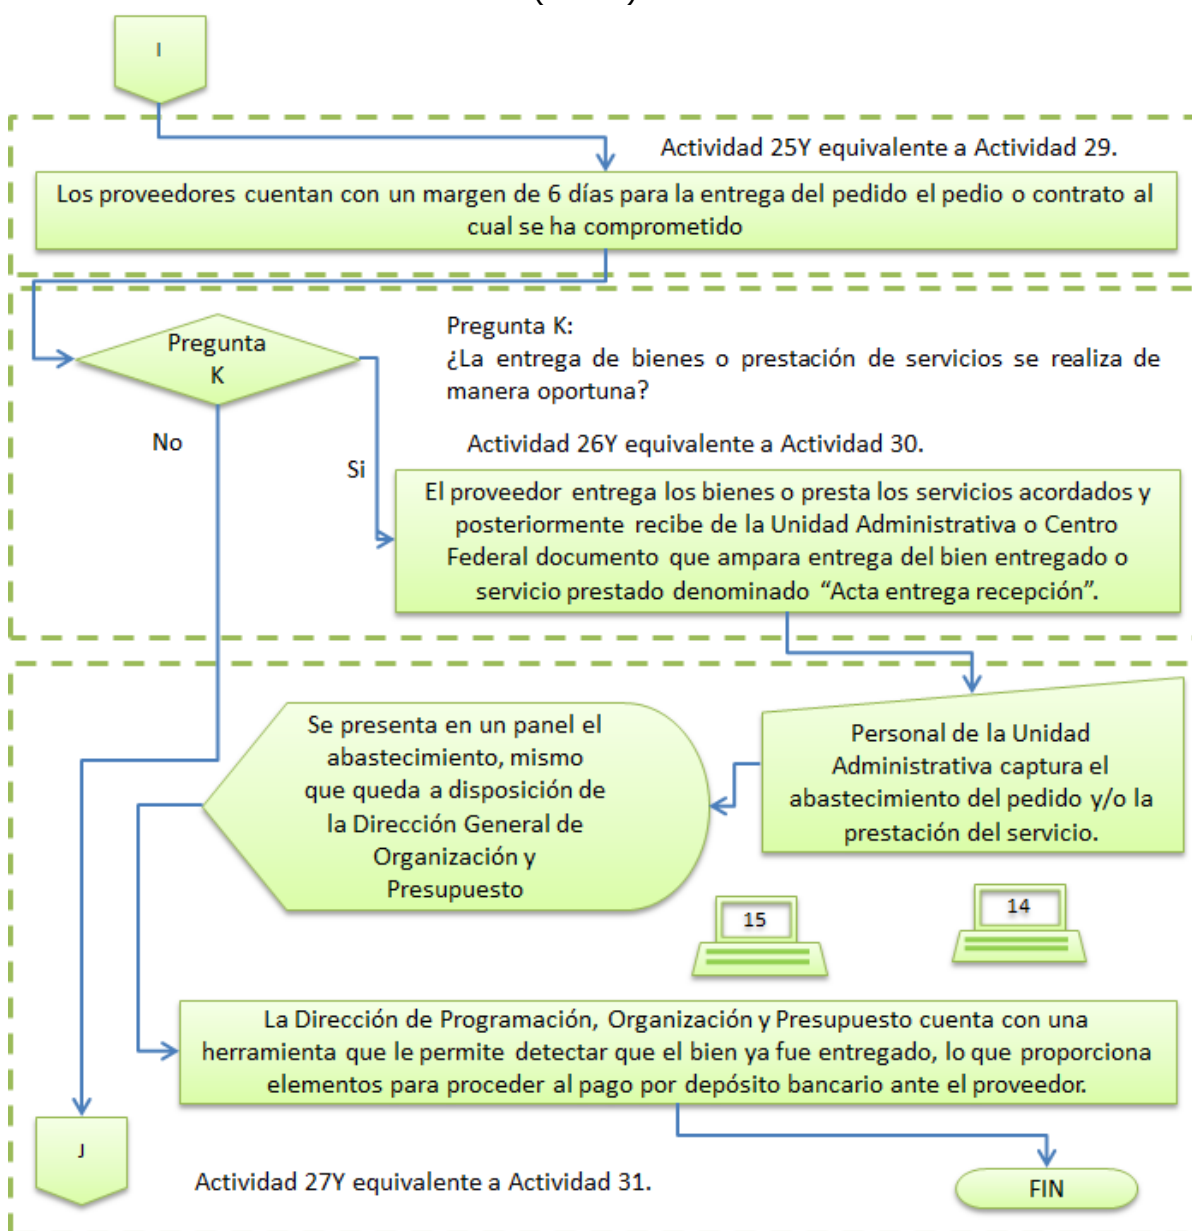 I
Actividad 25Y equivalente a Actividad 29.
Los proveedores cuentan con un margen de 6 días para la entrega del pedido el pedio o contrato al
cual se ha comprometido
Pregunta
K
Pregunta K:
¿La entrega de bienes o prestación de servicios se realiza de
manera oportuna?
No
Si
Actividad 26Y equivalente a Actividad 30.
El proveedor entrega los bienes o presta los servicios acordados y
posteriormente recibe de la Unidad Administrativa o Centro
Federal documento que ampara entrega del bien entregado o
servicio prestado denominado “Acta entrega recepción”.
Se presenta en un panel el
abastecimiento, mismo
que queda a disposición de
la Dirección General de
Organización y
Presupuesto
Personal de la Unidad
Administrativa captura el
abastecimiento del pedido y/o la
prestación del servicio.
15
14
La Dirección de Programación, Organización y Presupuesto cuenta con una
herramienta que le permite detectar que el bien ya fue entregado, lo que proporciona
elementos para proceder al pago por depósito bancario ante el proveedor.
J
Actividad 27Y equivalente a Actividad 31.
FIN